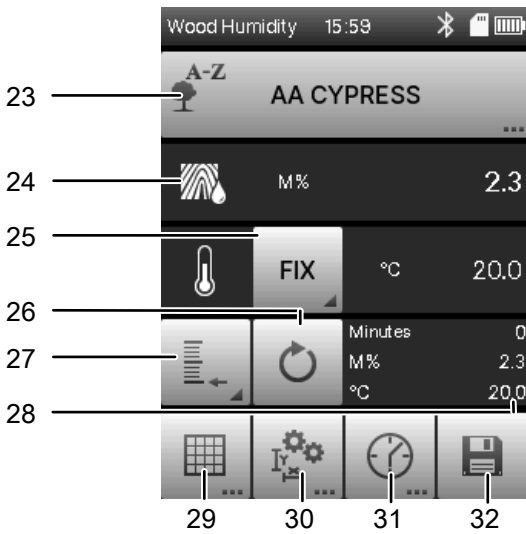 Wood Humidity 15:59
A-Z
23 AA CYPRESS
24 M% 2.3
25
FIX °C 20.0
26
Minutes 0
27 M% 2.3
°C 20.0
28
29 30 31 32